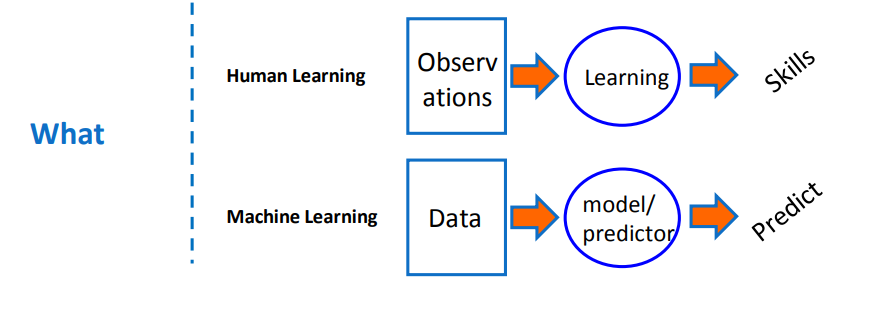 What
Human Learning
Observ
ations
Learning
Skills
Machine Learning
Data
model/
predictor
Predict